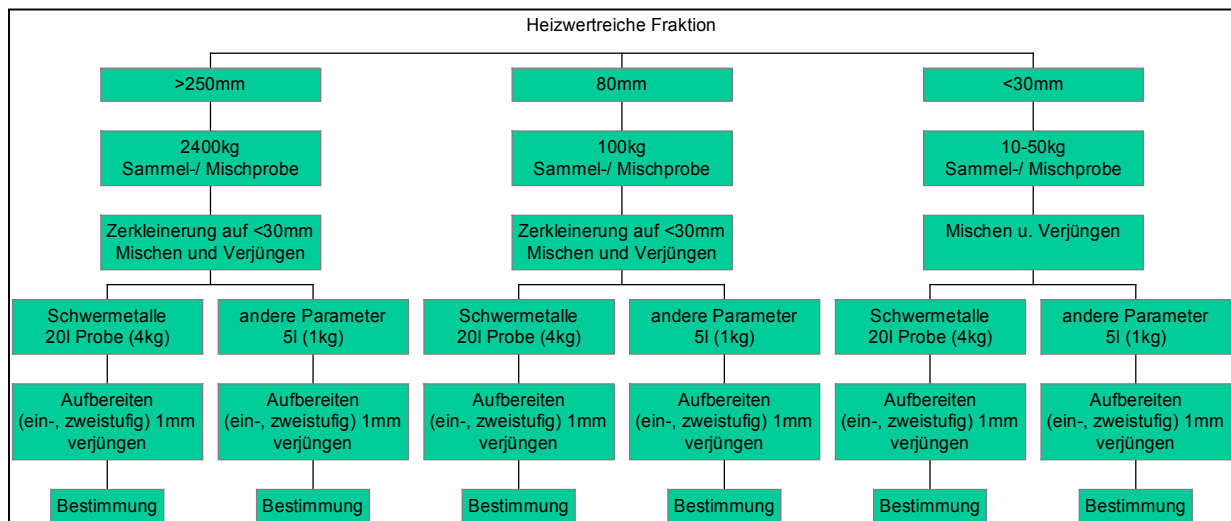 Heizwertreiche Fraktion
>250mm
80mm
<30mm
2400kg
Sammel-/ Mischprobe
100kg
Sammel-/ Mischprobe
10-50kg
Sammel-/ Mischprobe
Zerkleinerung auf <30mm
Mischen und Verjüngen
Zerkleinerung auf <30mm
Mischen und Verjüngen
Mischen u. Verjüngen
Schwermetalle
20l Probe (4kg)
andere Parameter
5l (1kg)
Schwermetalle
20l Probe (4kg)
andere Parameter
5l (1kg)
Schwermetalle
20l Probe (4kg)
andere Parameter
5l (1kg)
Aufbereiten
(ein-, zweistufig) 1mm
verjüngen
Aufbereiten
(ein-, zweistufig) 1mm
verjüngen
Aufbereiten
(ein-, zweistufig) 1mm
verjüngen
Aufbereiten
(ein-, zweistufig) 1mm
verjüngen
Aufbereiten
(ein-, zweistufig) 1mm
verjüngen
Aufbereiten
(ein-, zweistufig) 1mm
verjüngen
Bestimmung
Bestimmung
Bestimmung
Bestimmung
Bestimmung
Bestimmung